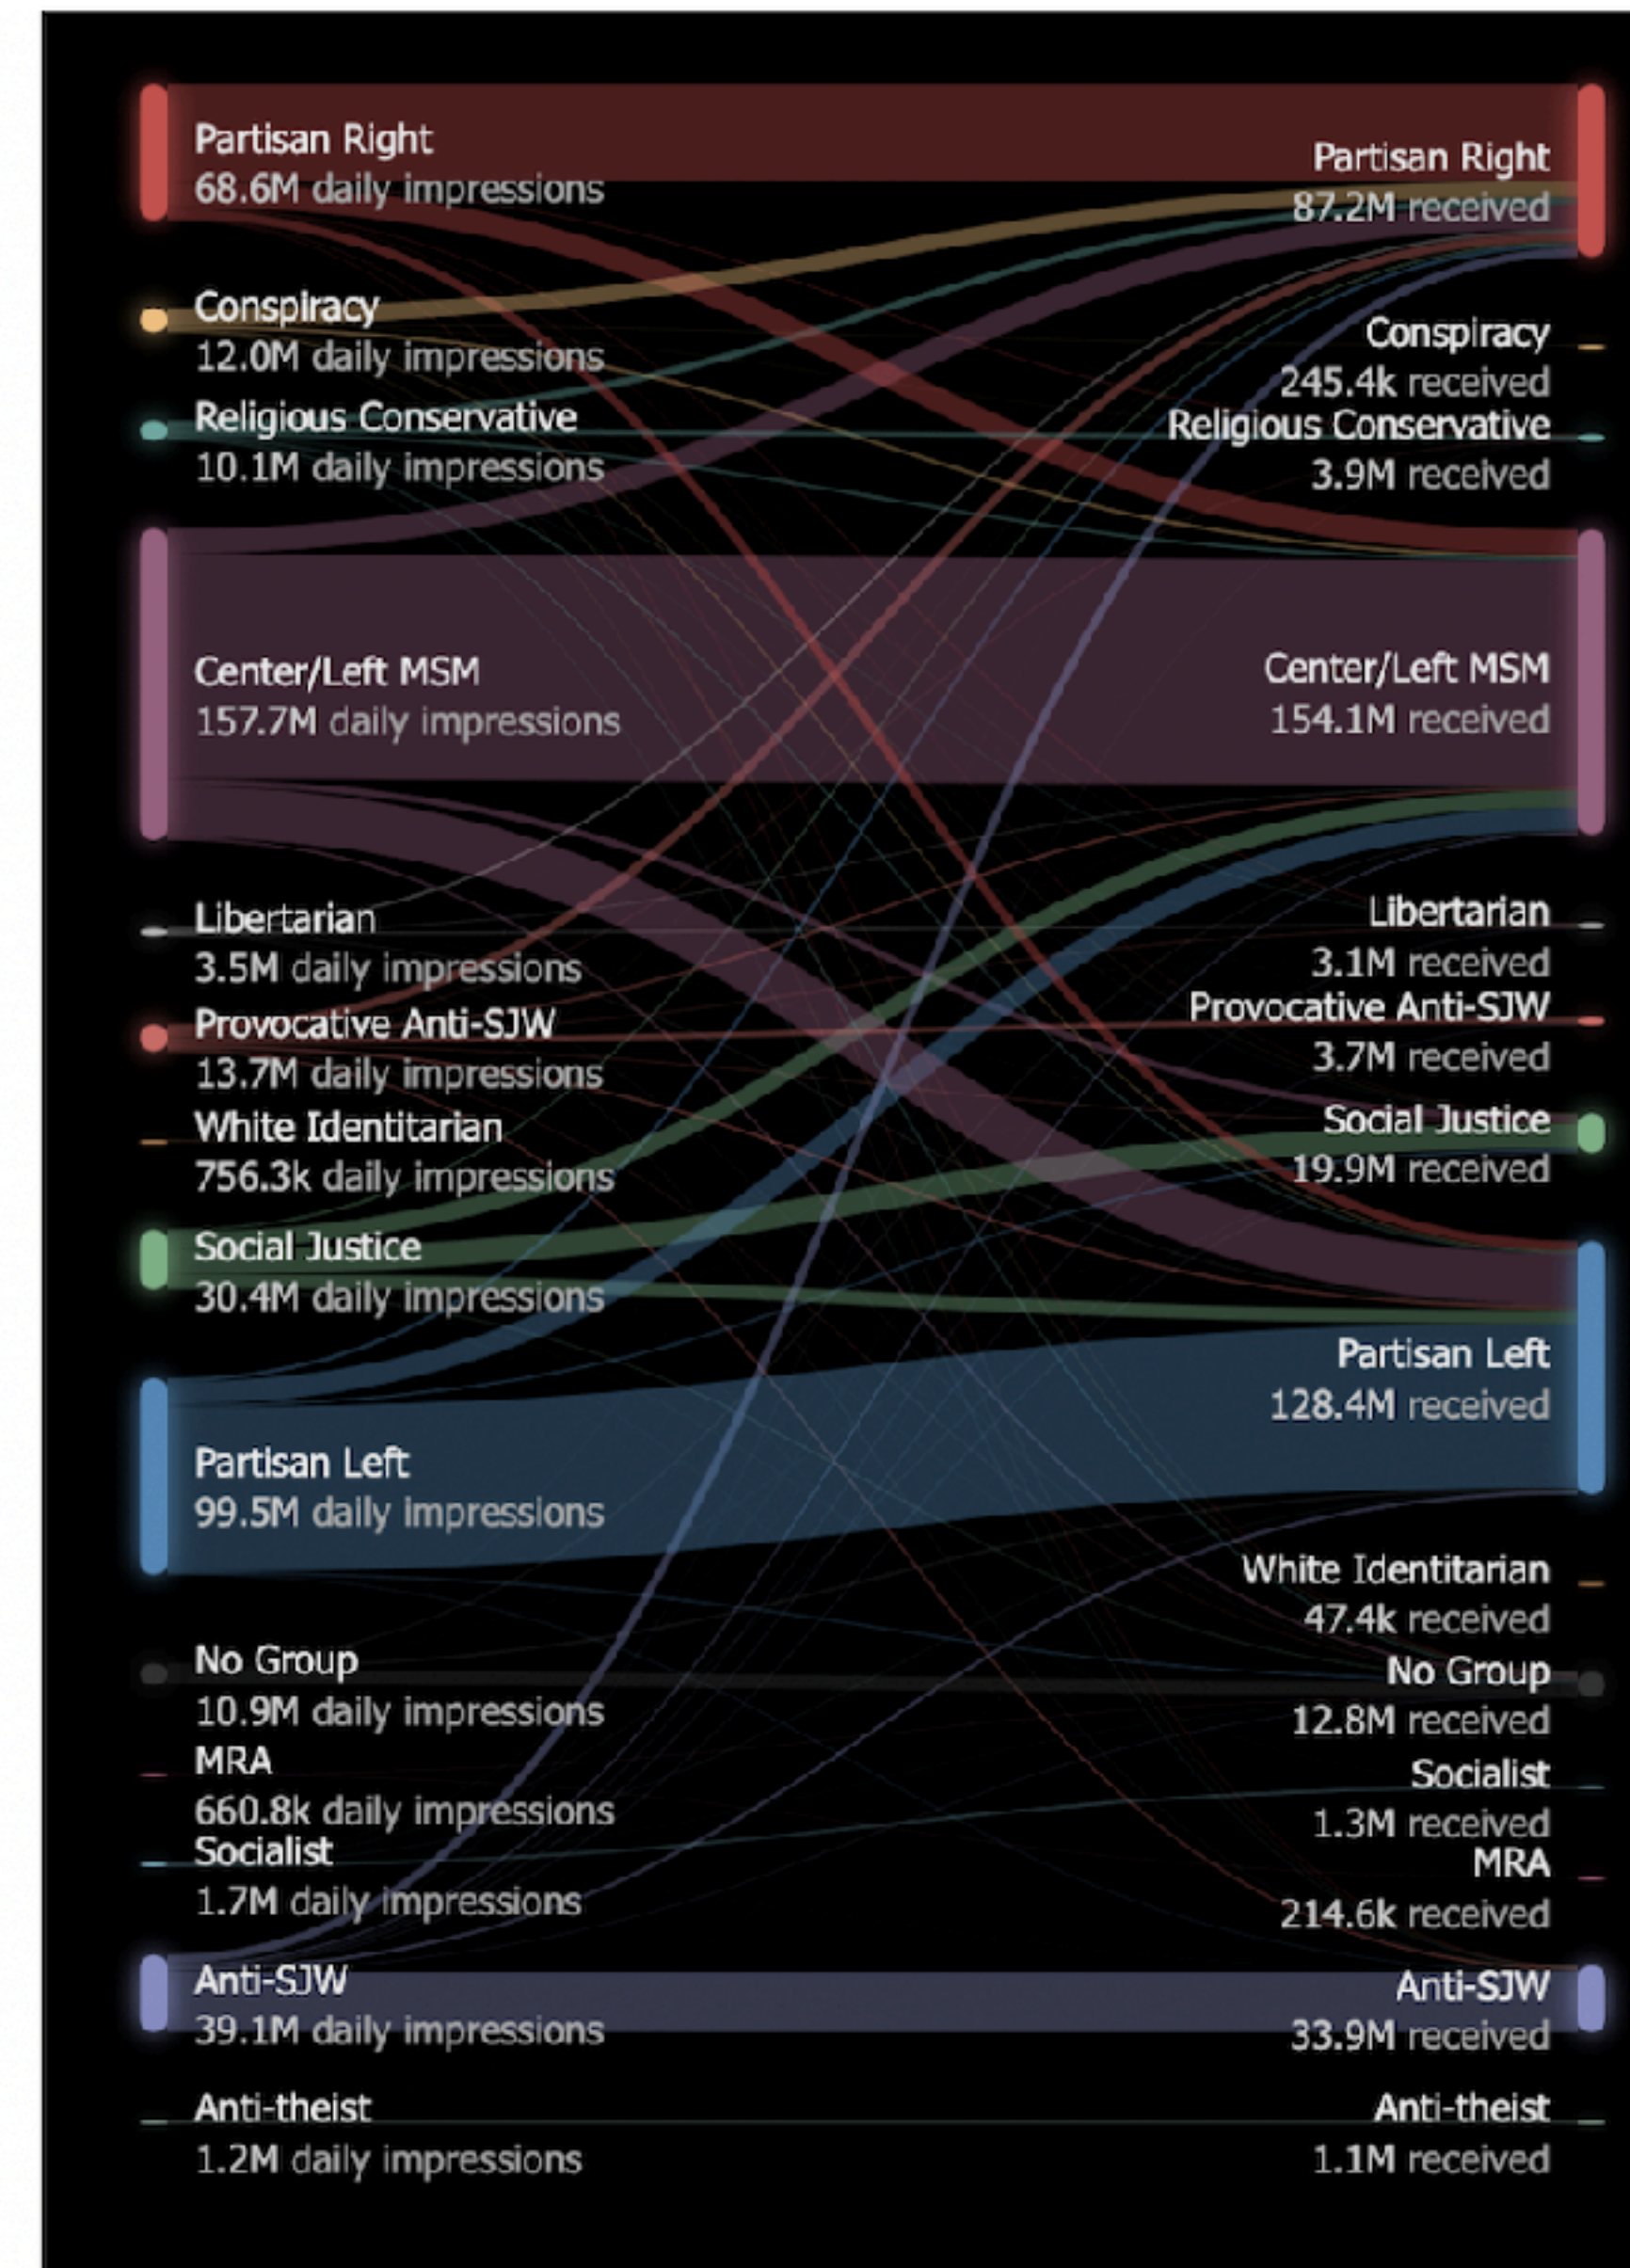 Partisan Right
68.6M daily impressions
Partisan Right
87.2M received
Conspiracy
12.0M daily impressions
Conspiracy
245.4k received
Religious Conservative
10.1M daily impressions
Religious Conservative
3.9M received
Center/Left MSM
157.7M daily impressions
Center/Left MSM
154.1M received
Libertarian
3.5M daily impressions
Libertarian
3.1M received
Provocative Anti-SJW
13.7M daily impressions
Provocative Anti-SJW
3.7M received
White Identitarian
756.3k daily impressions
Social Justice
19.9M received
Social Justice
30.4M daily impressions
Partisan Left
128.4M received
Partisan Left
99.5M daily impressions
White Identitarian
47.4k received
No Group
10.9M daily impressions
No Group
12.8M received
MRA
660.8k daily impressions
Socialist
1.3M received
Socialist
1.7M daily impressions
MRA
214.6k received
Anti-SJW
39.1M daily impressions
Anti-SJW
33.9M received
Anti-theist
1.2M daily impressions
Anti-theist
1.1M received